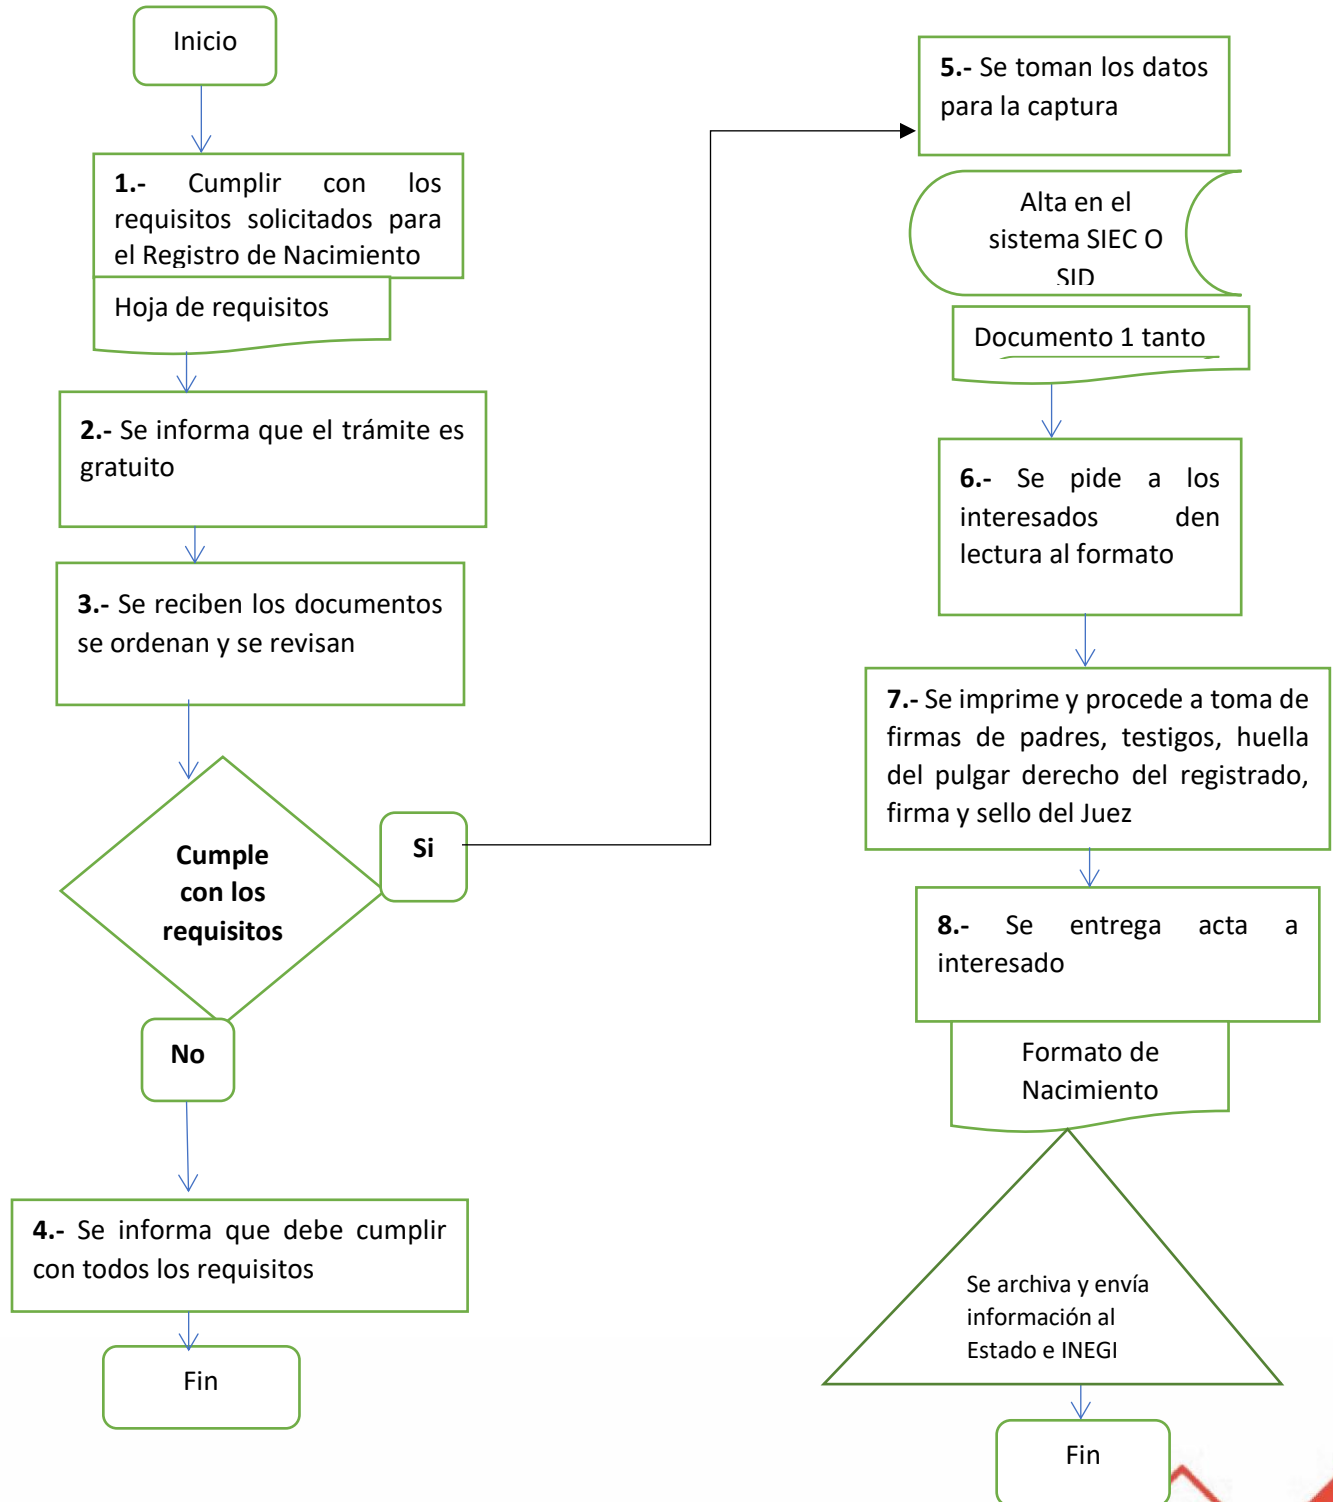 Inicio
1.- Cumplir con los
requisitos solicitados para
el Registro de Nacimiento
Hoja de requisitos
2.- Se informa que el trámite es
gratuito
3.- Se reciben los documentos
se ordenan y se revisan
Cumple
con los
requisitos
Si
No
4.- Se informa que debe cumplir
con todos los requisitos
Fin
5.- Se toman los datos
para la captura
Alta en el
sistema SIEC O
SID
Documento 1 tanto
6.- Se pide a los
interesados den
lectura al formato
7.- Se imprime y procede a toma de
firmas de padres, testigos, huella
del pulgar derecho del registrado,
firma y sello del Juez
8.- Se entrega acta a
interesado
Formato de
Nacimiento
Se archiva y envía
información al
Estado e INEGI
Fin